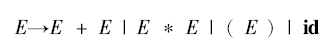 E→E + E | E * E | ( E ) | id